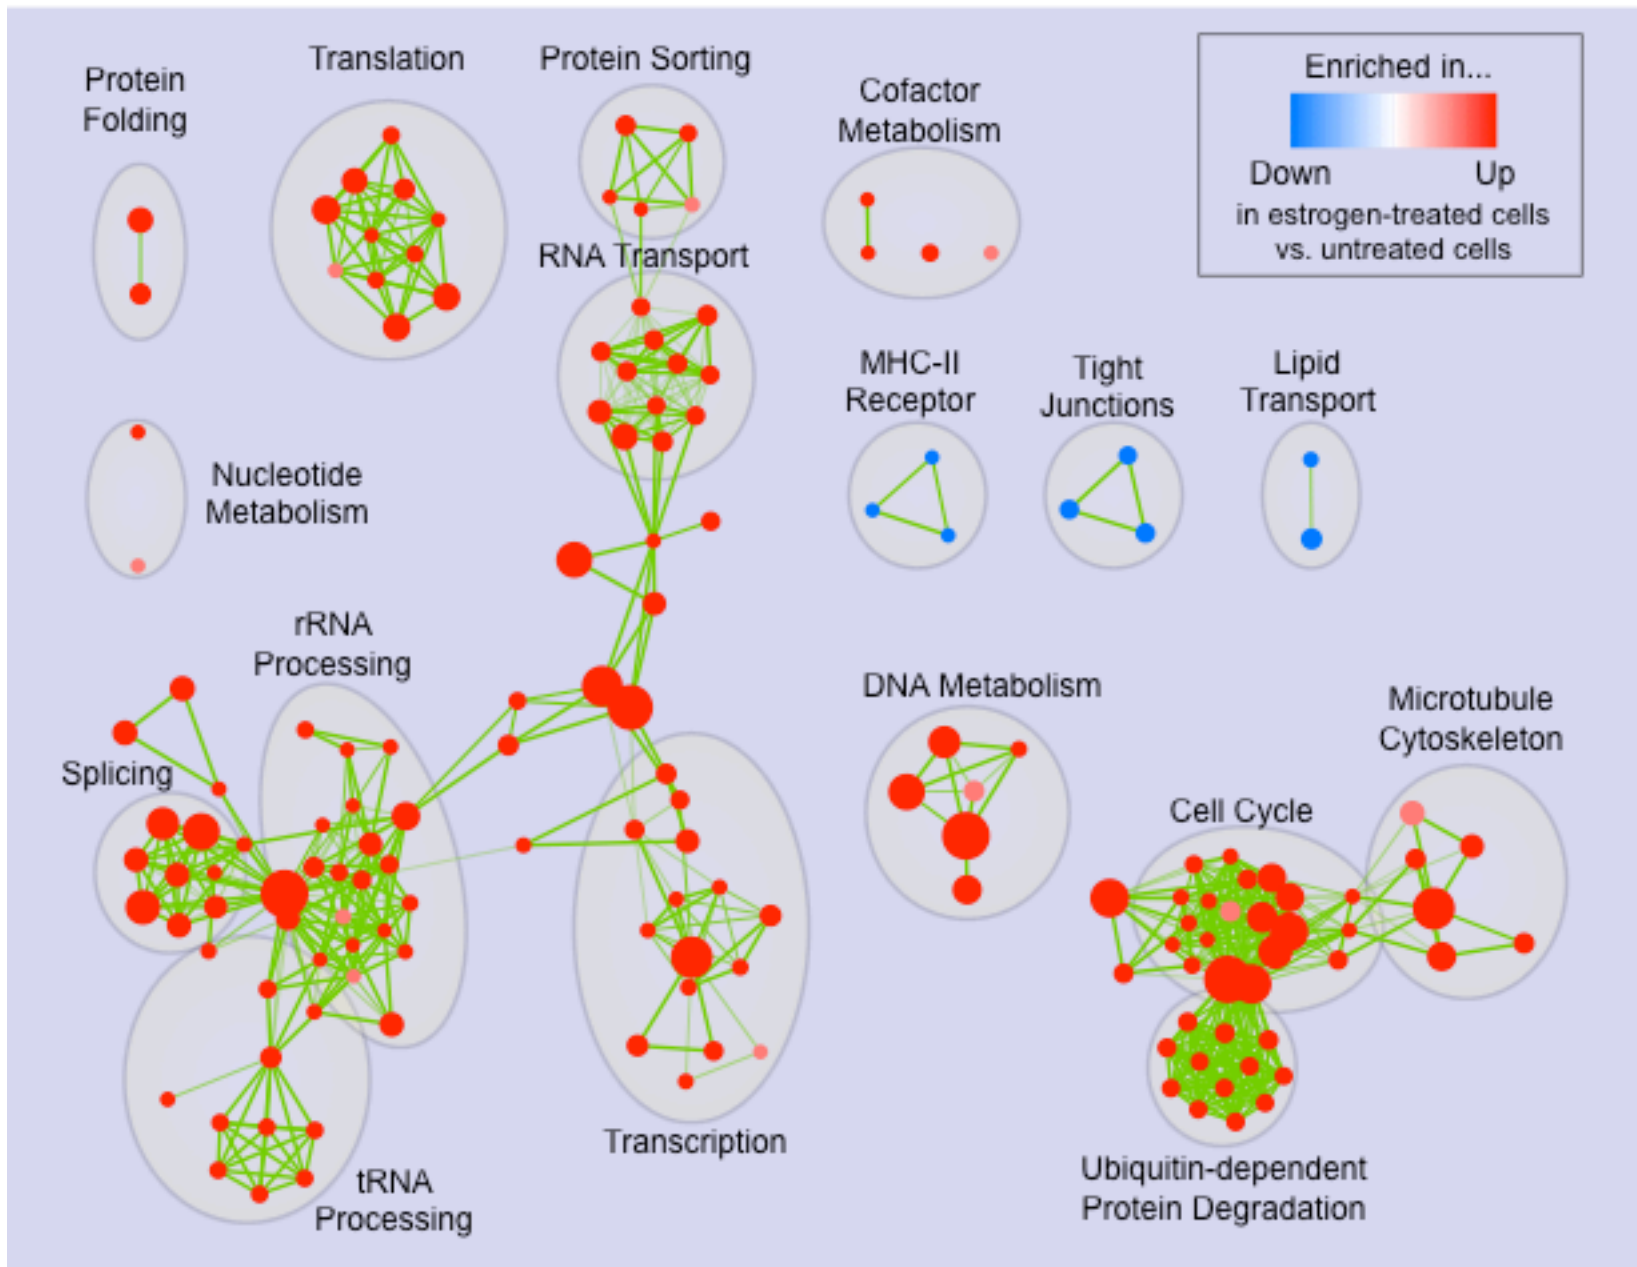 Protein
Folding
Translation
Protein Sorting
Cofactor
Metabolism
Enriched in...
Down
Up
in estrogen-treated cells
vs. untreated cells
RNA Transport
MHC-II
Receptor
Tight
Junctions
Lipid
Transport
Nucleotide
Metabolism
rRNA
Processing
Splicing
DNA Metabolism
Microtubule
Cytoskeleton
Cell Cycle
Transcription
tRNA
Processing
Ubiquitin-dependent
Protein Degradation